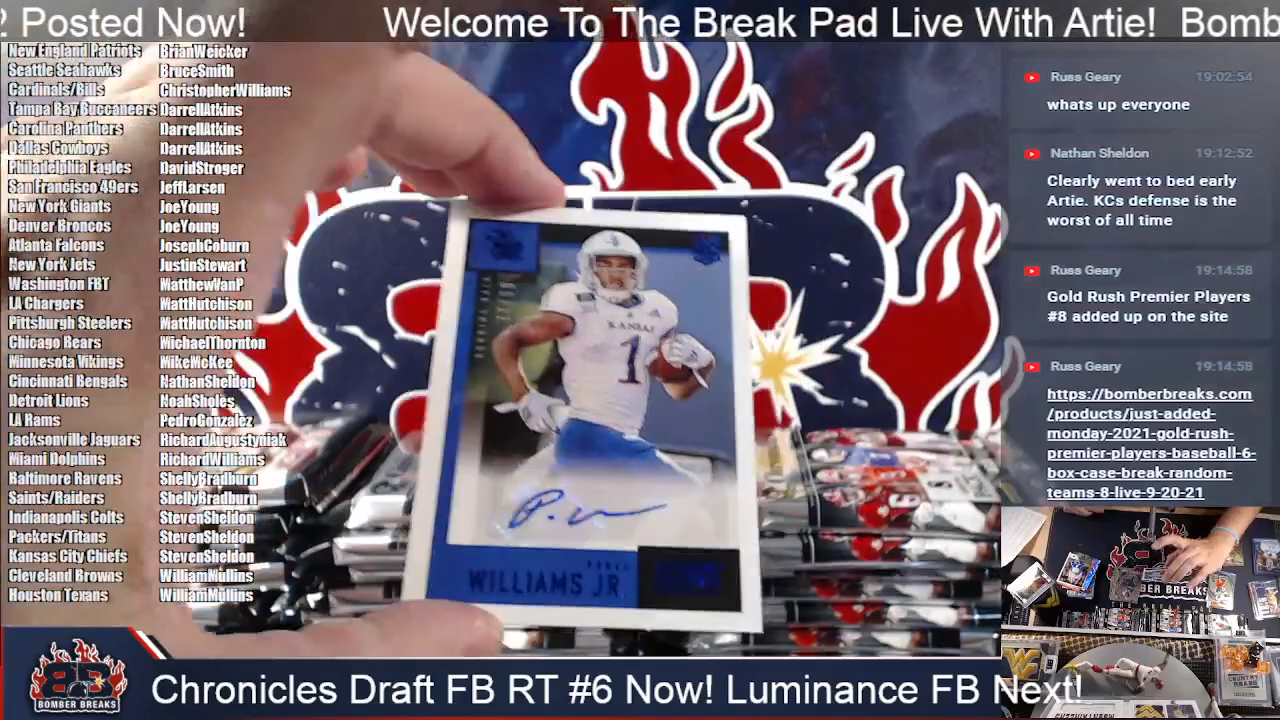 2 Posted Now! Welcome To The Break Pad Live With Artie! Bomb
New England Patriots BrianWeicker
Seattle Seahawks BruceSmith
Cardinals/Bills ChristopherWilliams
Tampa Bay Buccaneers DarrellAtkins
Carolina Panthers DarrellAtkins
Dallas Cowboys DarrellAtkins
Philadelphia Eagles DavidStroger
San Francisco 49ers JeffLarsen
New York Giants JoeYoung
Denver Broncos JoeYoung
Atlanta Falcons JosephCoburn
New York Jets JustinStewart
Washington FBT MatthewVanP
LA Chargers MattHutchison
Pittsburgh Steelers MattHutchison
Chicago Bears MichaelThornton
Minnesota Vikings MikeMcKee
Cincinnati Bengals NathanSheldon
Detroit Lions NoahSholes
LA Rams PedroGonzalez
Jacksonville Jaguars RichardAugustyniak
Miami Dolphins RichardWilliams
Baltimore Ravens ShellyBradburn
Saints/Raiders ShellyBradburn
Indianapolis Colts StevenSheldon
Packers/Titans StevenSheldon
Kansas City Chiefs StevenSheldon
Cleveland Browns WilliamMullins
Houston Texans WilliamMullins
KANSAS
1
P.W
WILLIAMS JR
Russ Geary 19:02:54
whats up everyone
Nathan Sheldon 19:12:52
Clearly went to bed early
Artie. KCs defense is the
worst of all time
Russ Geary 19:14:58
Gold Rush Premier Players
#8 added up on the site
Russ Geary 19:14:58
https://bomberbreaks.com
/products/just-added-
monday-2021-gold-rush-
premier-players-baseball-6-
box-case-break-random-
teams-8-live-9-20-21
BER BREAKS
BOMBER BREAKS
Chronicles Draft FB RT #6 Now! Luminance FB Next!